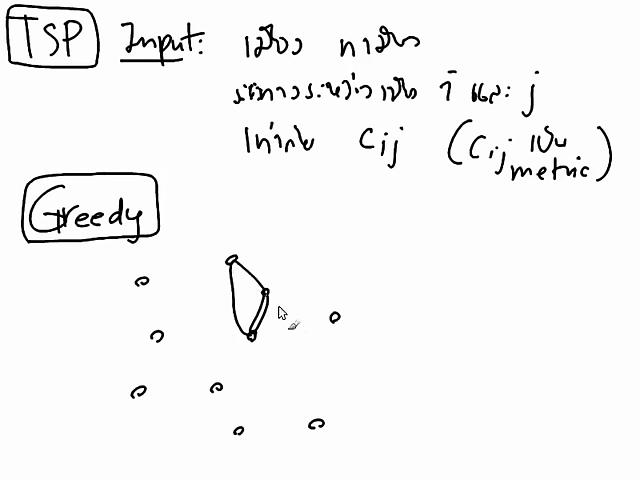 TSP Input: เมือง n เมือง
ระยะทางระหว่างเมือง i และ j
เท่ากับ Cij (Cij เป็น metric)
Greedy